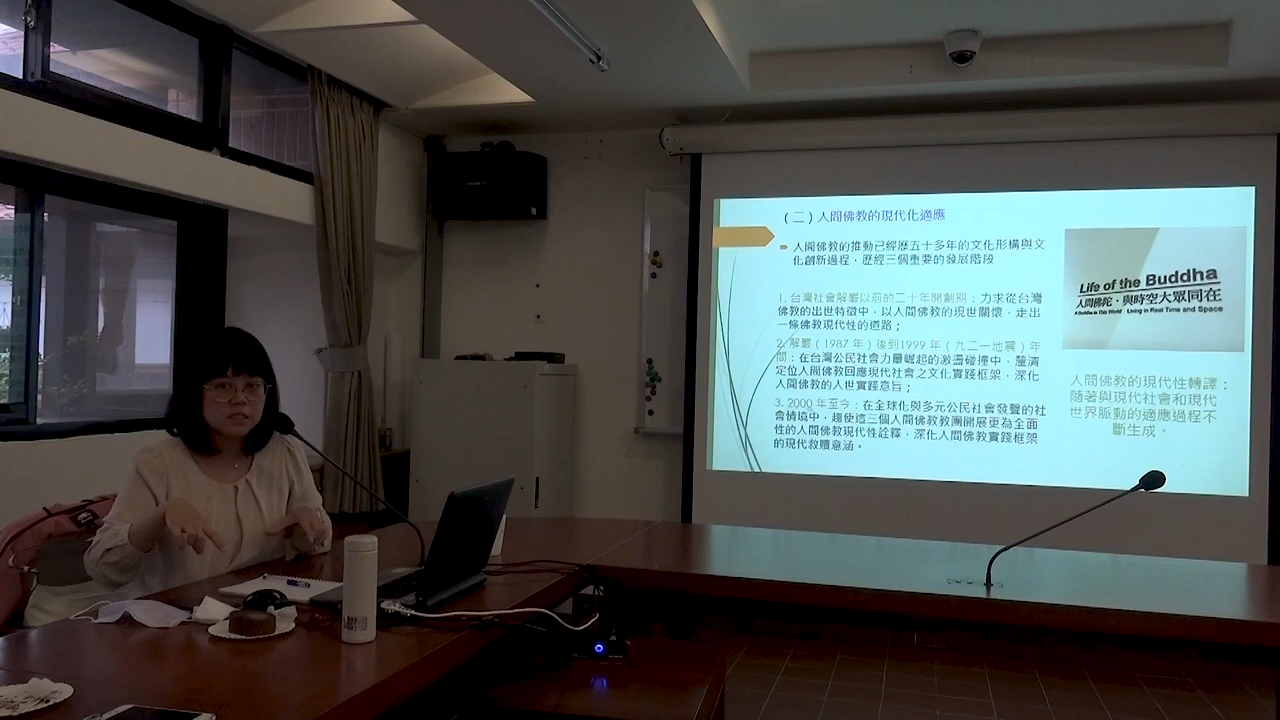 （二）人間佛教的現代化適應
人間佛教的推動已經歷五十多年的文化形構與文
化創新過程，歷經三個重要的發展階段
1. 台灣社會解嚴以前的二十年開創期：力求從台灣
佛教的出世特徵中，以人間佛教的現世關懷，走出
一條佛教現代性的道路；
2. 解嚴（1987 年）後到1999 年（九二一地震）年
間：在台灣公民社會力量崛起的激盪碰撞中，釐清
定位人間佛教回應現代社會之文化實踐框架，深化
人間佛教的入世實踐意旨；
3. 2000 年至今：在全球化與多元公民社會發聲的社
會情境中，趨使這三個人間佛教教團開展更為全面
性的人間佛教現代性詮釋，深化人間佛教實踐框架
的現代救贖意涵。
Life of the Buddha
人間佛陀・與時空大眾同在
A Buddha in This World Living in Real Time and Space
人間佛教的現代性轉譯：
隨著與現代社會和現代
世界脈動的適應過程不
斷生成。